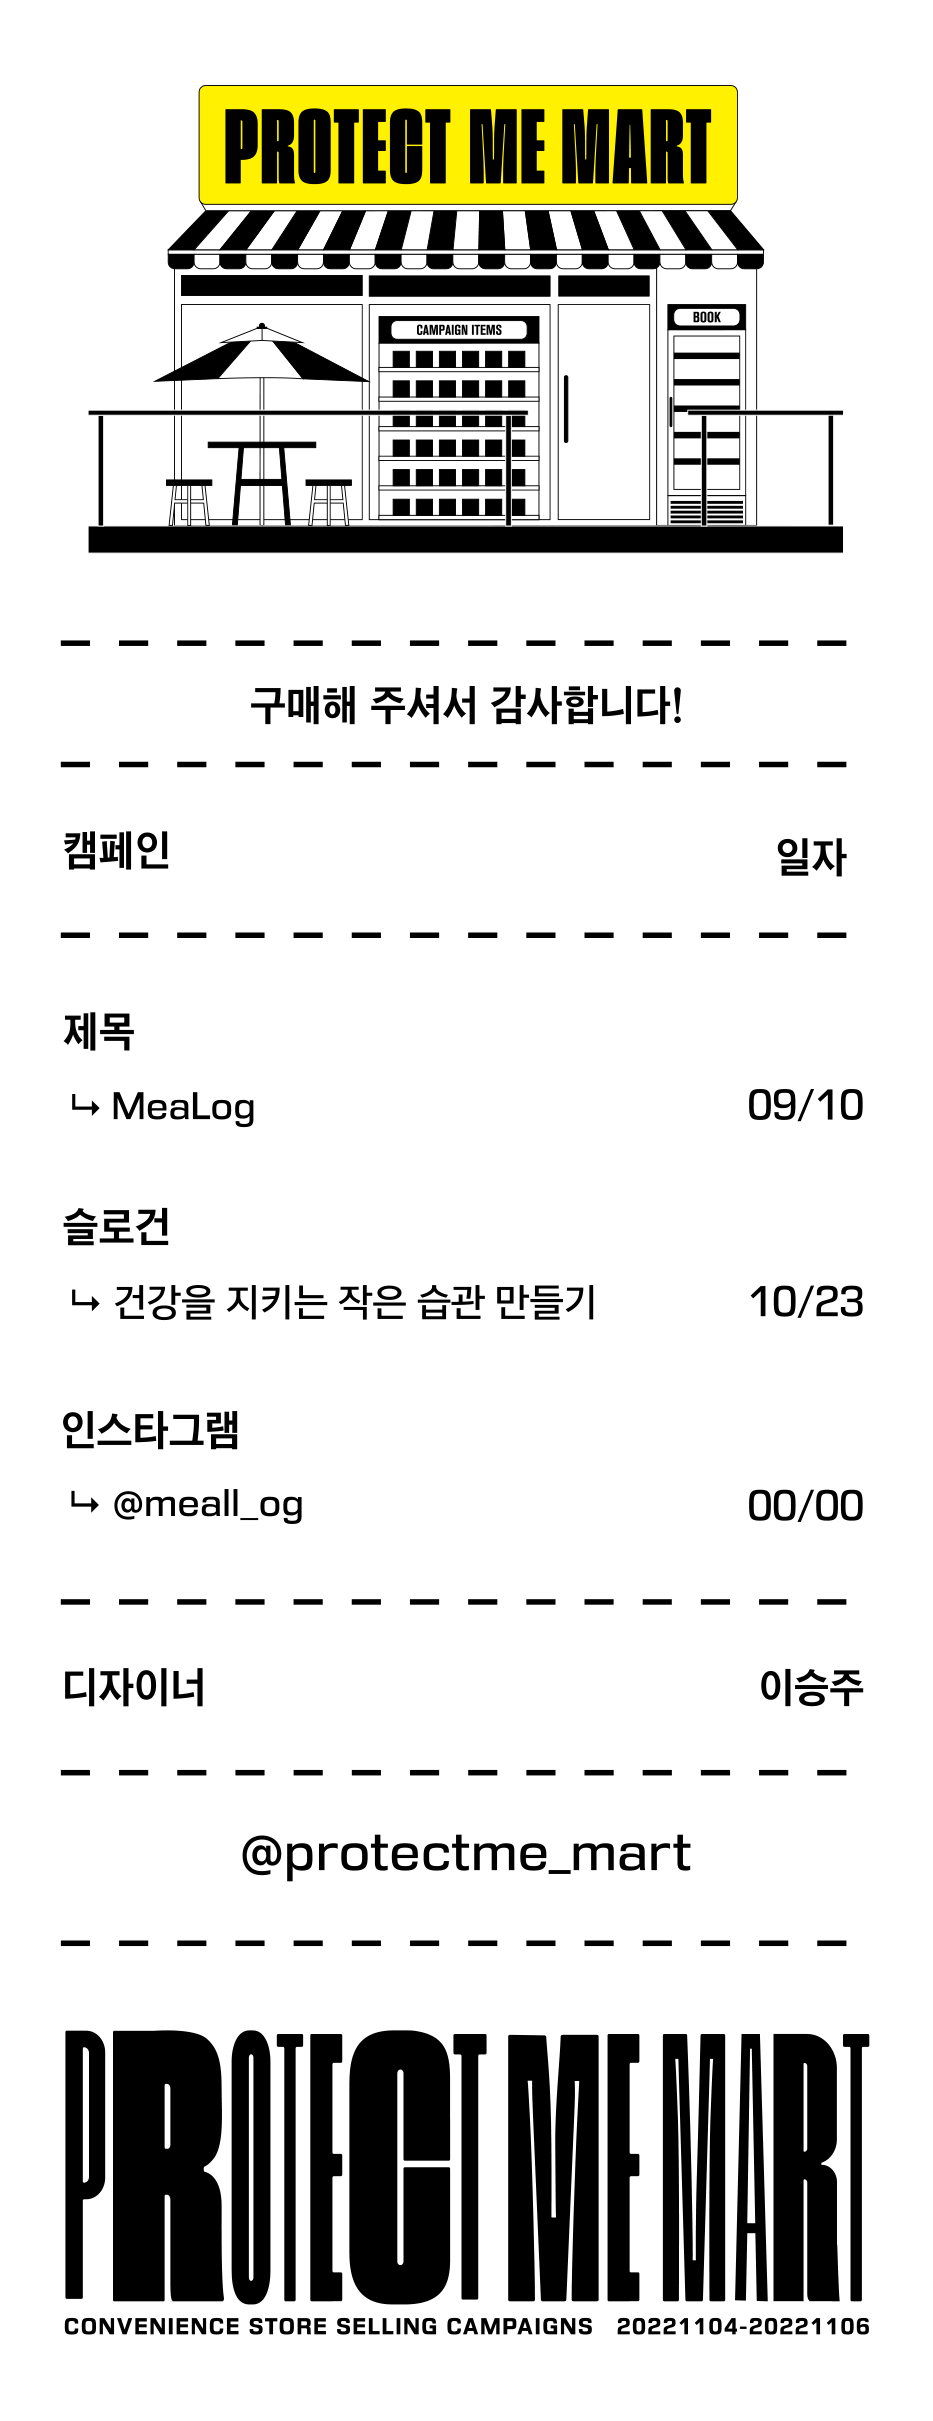 PROTECT ME MART
CAMPAIGN ITEMS
BOOK
구매해 주셔서 감사합니다!
캠페인 일자
제목
↳ MeaLog 09/10
슬로건
↳ 건강을 지키는 작은 습관 만들기 10/23
인스타그램
↳ @meall_og 00/00
디자이너 이승주
@protectme_mart
PROTECT ME MART
CONVENIENCE STORE SELLING CAMPAIGNS 20221104-20221106